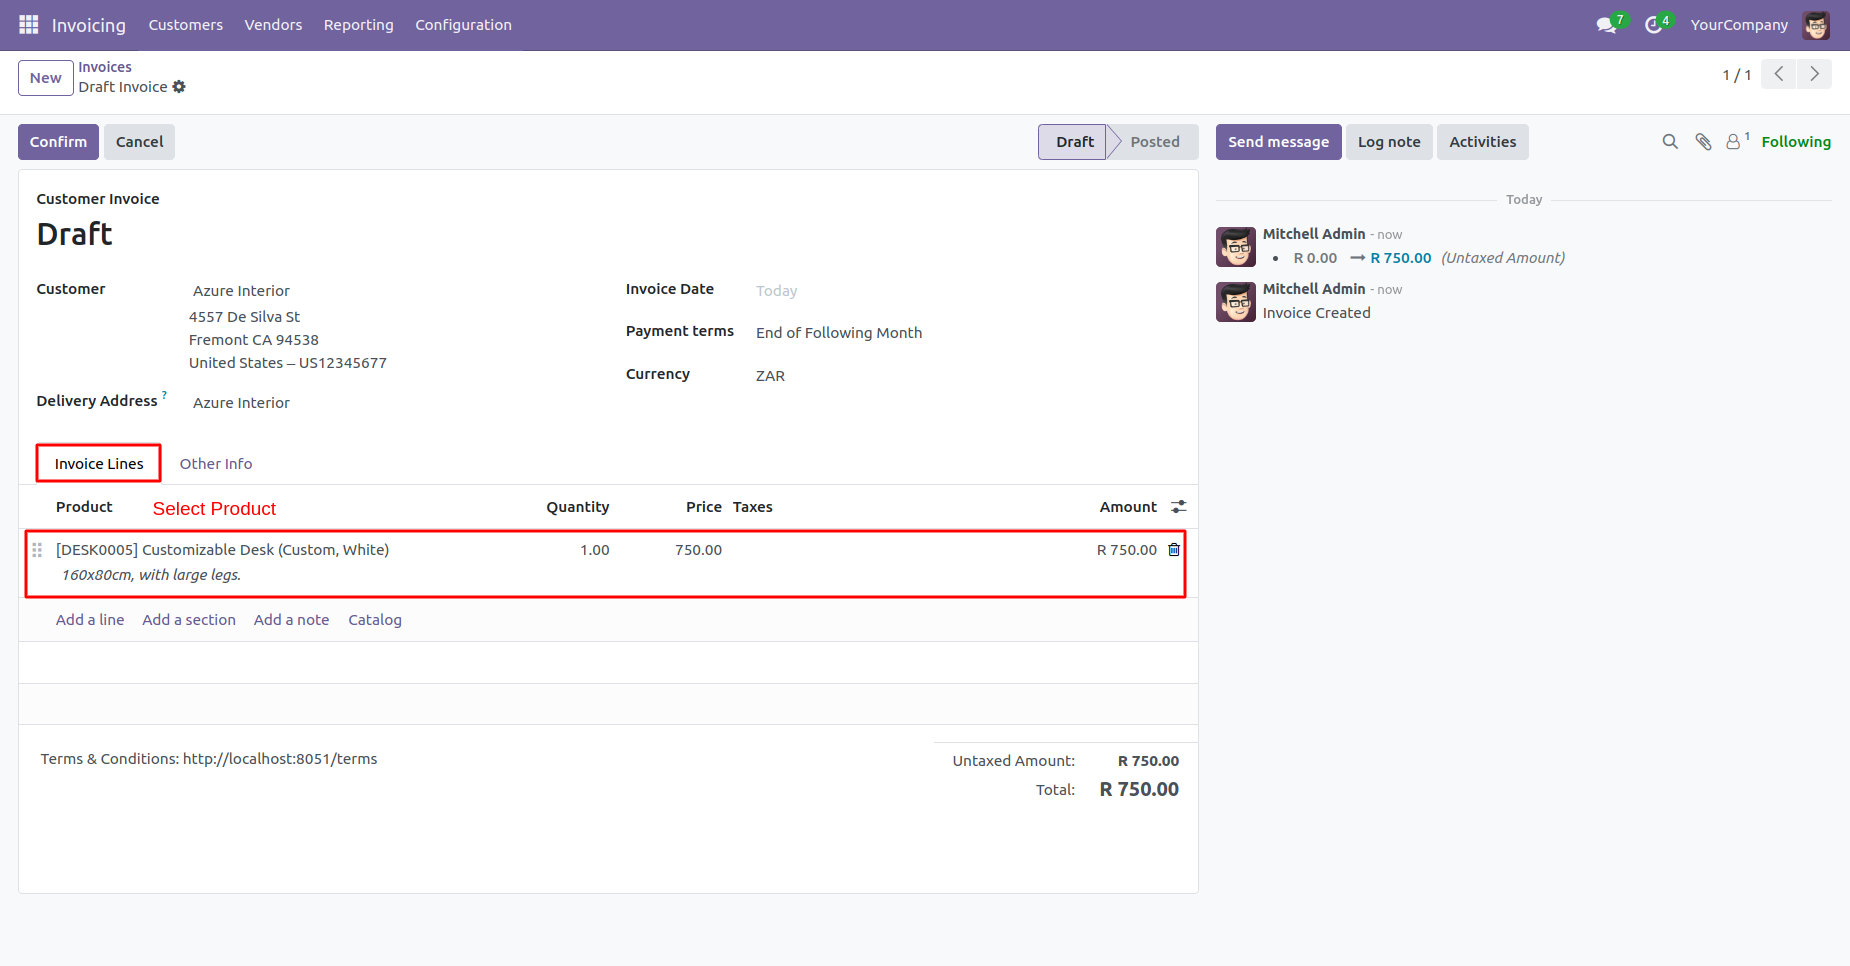 Invoicing Customers Vendors Reporting Configuration 7 4 YourCompany
New Invoices
Draft Invoice
1 / 1
Confirm Cancel Draft Posted Send message Log note Activities 1 Following
Customer Invoice
Draft
Customer Azure Interior
4557 De Silva St
Fremont CA 94538
United States – US12345677
Delivery Address ? Azure Interior
Invoice Date Today
Payment terms End of Following Month
Currency ZAR
Invoice Lines Other Info
Product Select Product Quantity Price Taxes Amount
[DESK0005] Customizable Desk (Custom, White) 1.00 750.00 R 750.00
160x80cm, with large legs.
Add a line Add a section Add a note Catalog
Terms & Conditions: http://localhost:8051/terms
Untaxed Amount: R 750.00
Total: R 750.00
Today
Mitchell Admin - now
• R 0.00 → R 750.00 (Untaxed Amount)
Mitchell Admin - now
Invoice Created